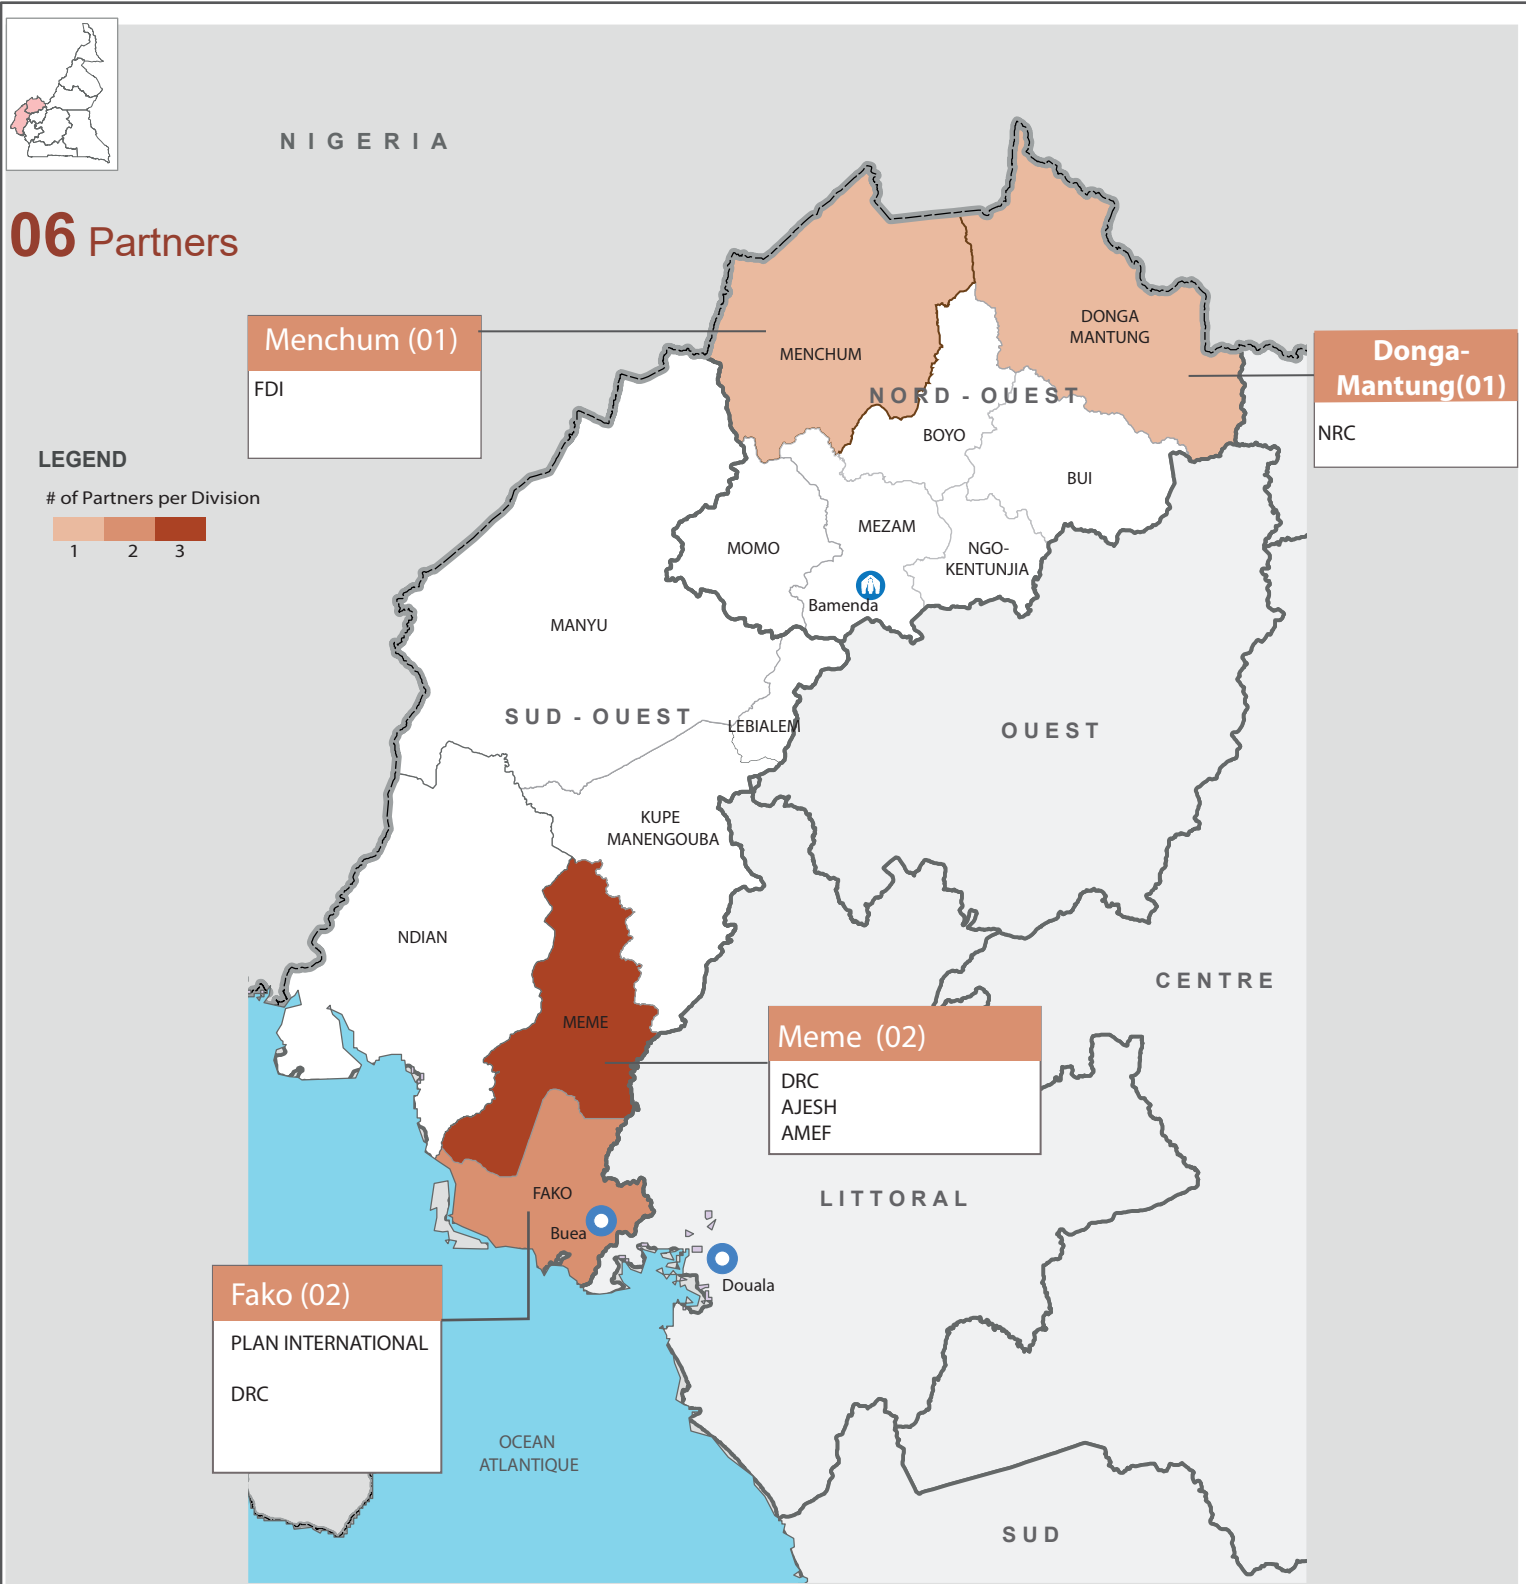 NIGERIA
06 Partners
Menchum (01)
FDI
LEGEND
# of Partners per Division
1 2 3
MENCHUM
DONGA
MANTUNG
Donga-
Mantung(01)
NRC
NORD - OUEST
BOYO
BUI
MEZAM
MOMO
NGO-
KENTUNJIA
Bamenda
MANYU
SUD - OUEST
LEBIALEM
OUEST
KUPE
MANENGOUBA
NDIAN
CENTRE
MEME
Meme (02)
DRC
AJESH
AMEF
FAKO
LITTORAL
Buea
Douala
Fako (02)
PLAN INTERNATIONAL
DRC
OCEAN
ATLANTIQUE
SUD